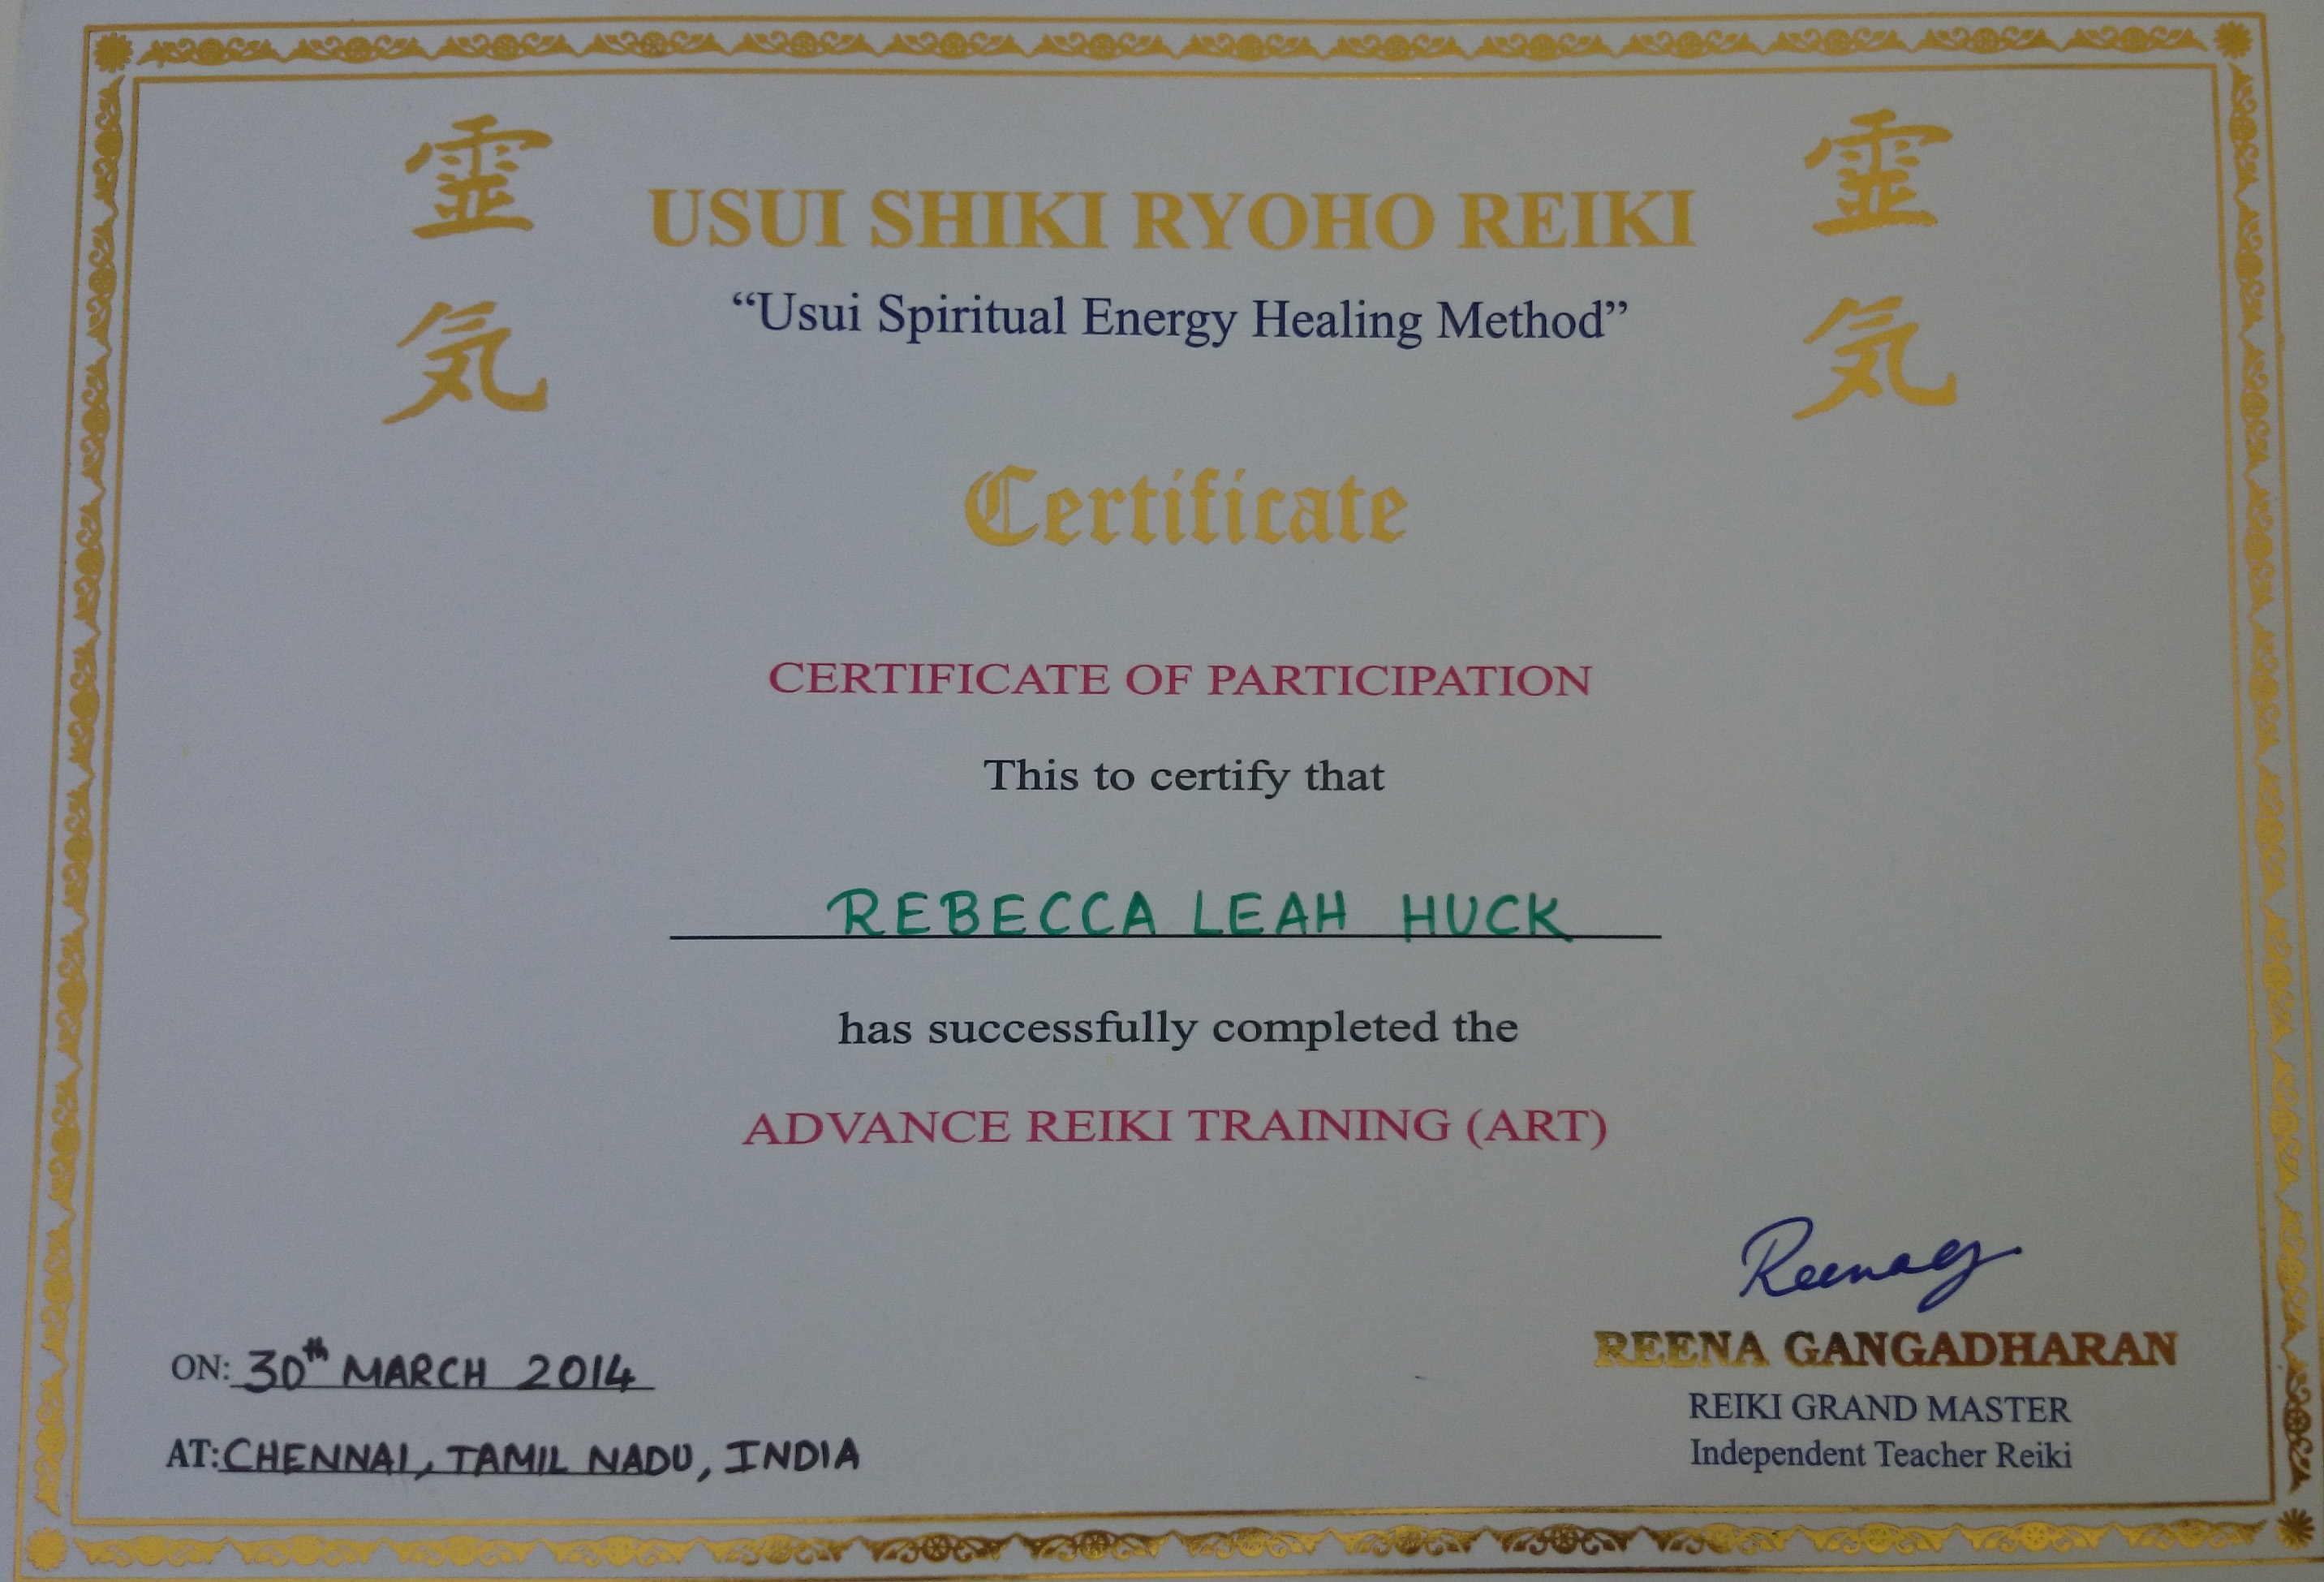 霊気
霊気
USUI SHIKI RYOHO REIKI
“Usui Spiritual Energy Healing Method”
Certificate
CERTIFICATE OF PARTICIPATION
This to certify that
REBECCA LEAH HUCK
has successfully completed the
ADVANCE REIKI TRAINING (ART)
Reenag
REENA GANGADHARAN
REIKI GRAND MASTER
Independent Teacher Reiki
ON: 30th MARCH 2014
AT: CHENNAI, TAMIL NADU, INDIA